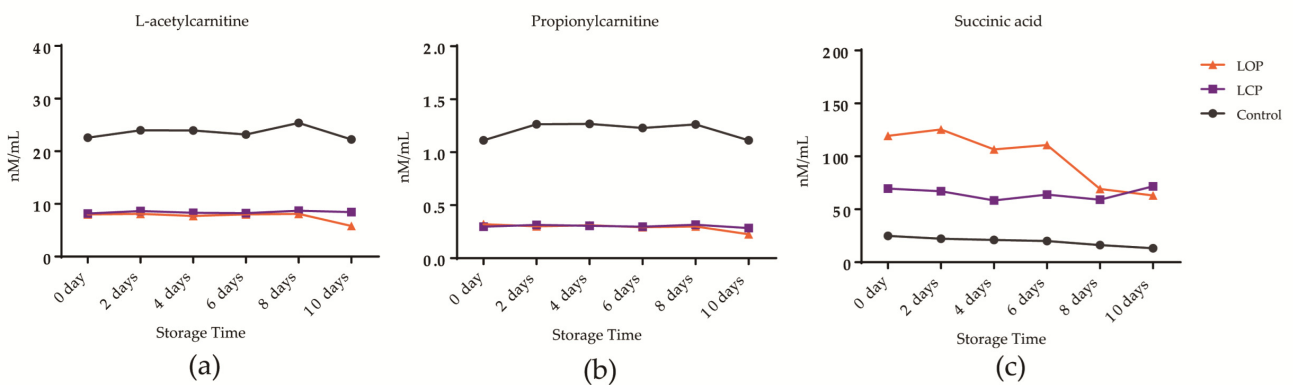 L-acetylcarnitine
40
30
20
10
0
nM/mL
0 day
2 days
4 days
6 days
8 days
10 days
Storage Time
(a)
Propionylcarnitine
2.0
1.5
1.0
0.5
0.0
nM/mL
0 day
2 days
4 days
6 days
8 days
10 days
Storage Time
(b)
Succinic acid
200
150
100
50
0
nM/mL
0 day
2 days
4 days
6 days
8 days
10 days
Storage Time
(c)
LOP
LCP
Control